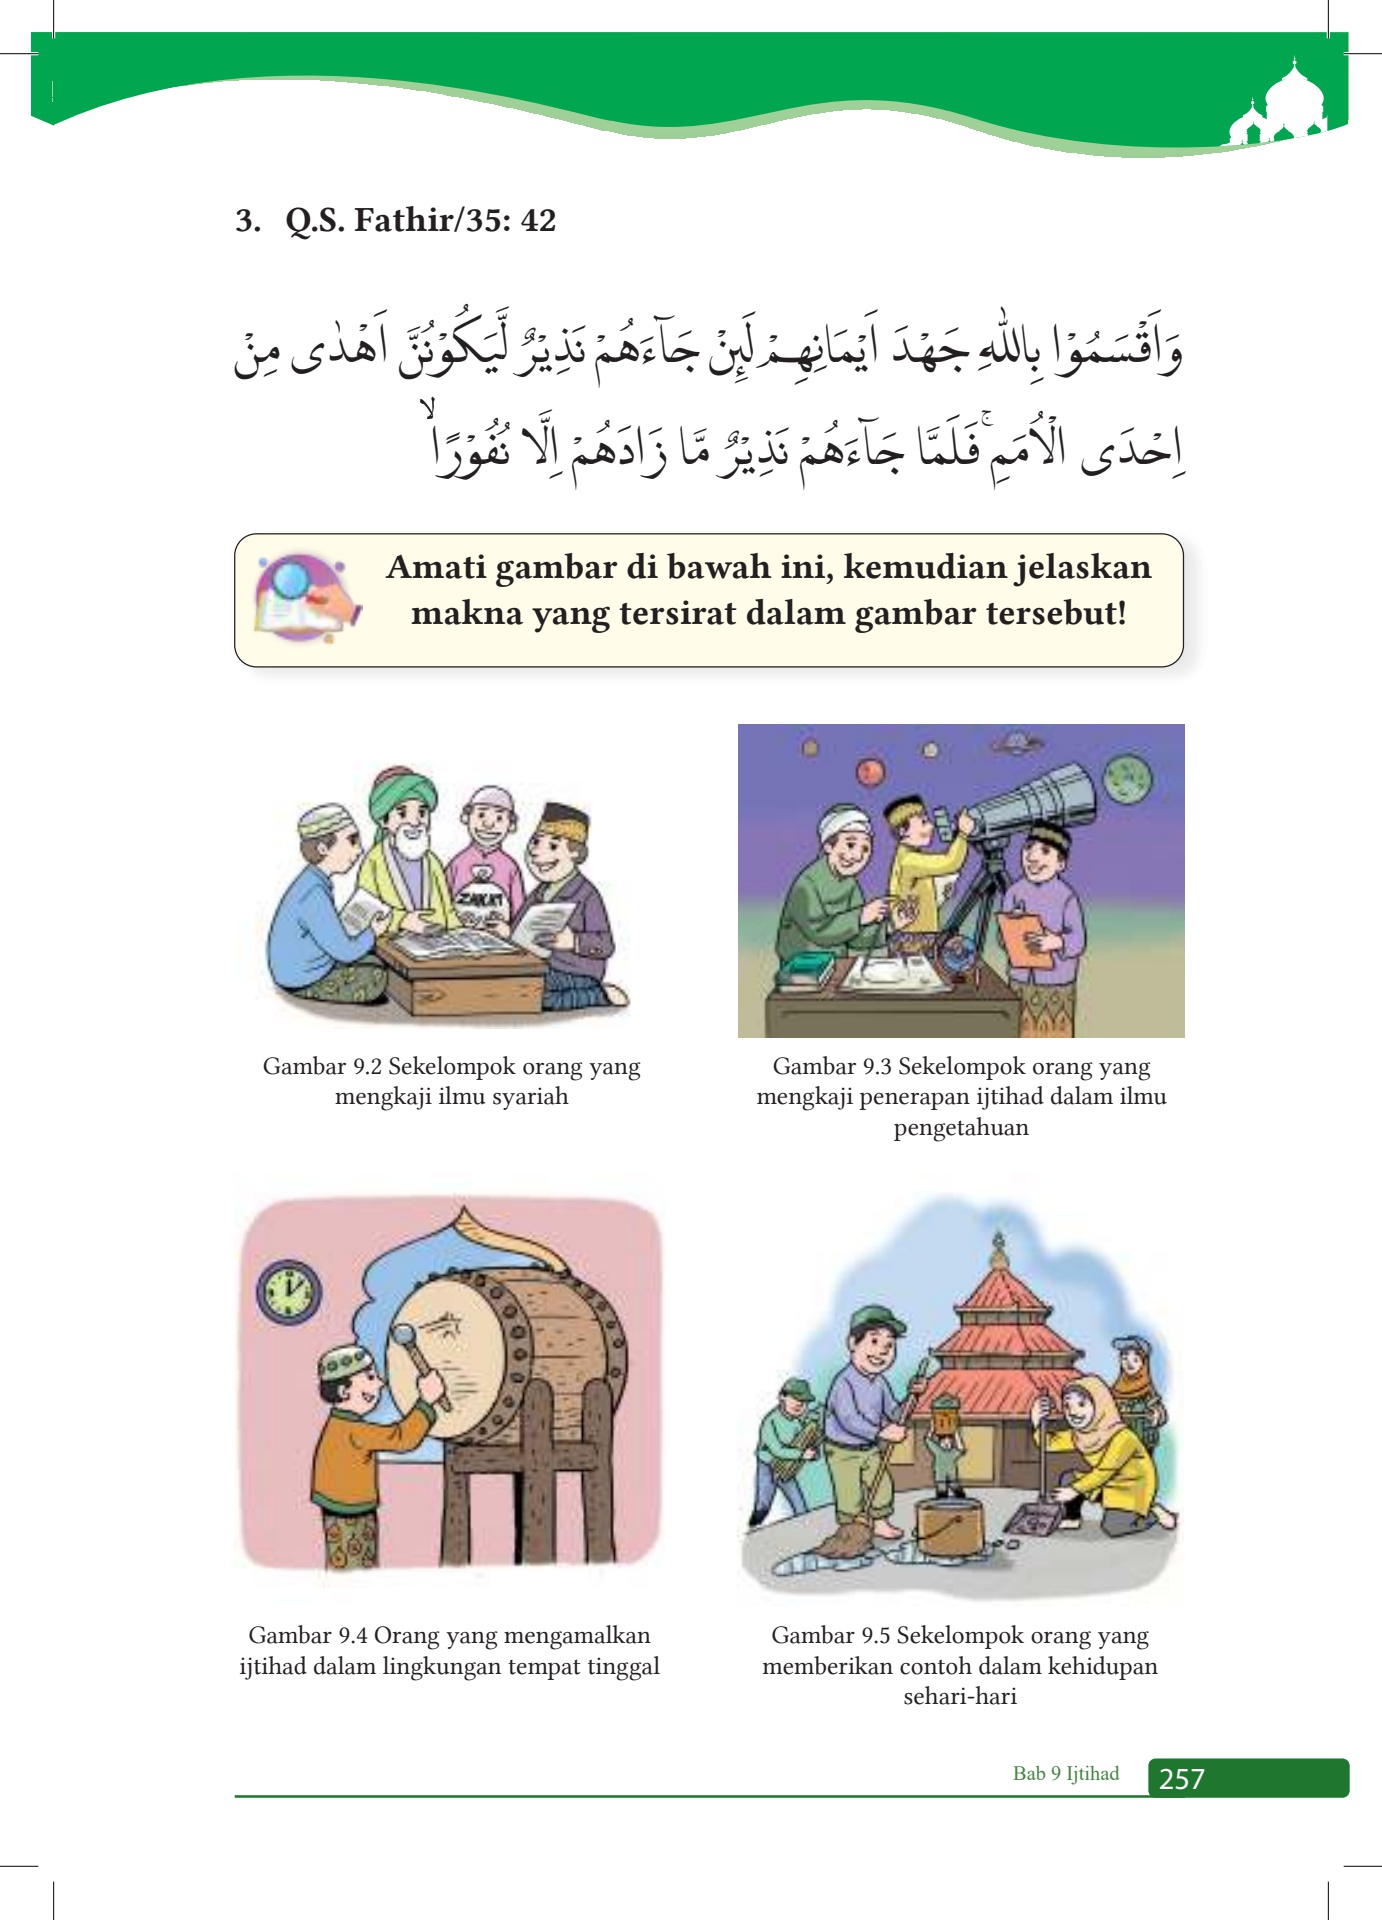 3. Q.S. Fathir/35: 42
وَاَقْسَمُوْا بِاللّٰهِ جَهْدَ اَيْمَانِهِمْ لَىِٕنْ جَاۤءَهُمْ نَذِيْرٌ لَّيَكُوْنُنَّ اَهْدٰى مِنْ
اِحْدَى الْاُمَمِۚ فَلَمَّا جَاۤءَهُمْ نَذِيْرٌ مَّا زَادَهُمْ اِلَّا نُفُوْرًاۙ
Amati gambar di bawah ini, kemudian jelaskan
makna yang tersirat dalam gambar tersebut!
ZAKAT
Gambar 9.2 Sekelompok orang yang
mengkaji ilmu syariah
Gambar 9.3 Sekelompok orang yang
mengkaji penerapan ijtihad dalam ilmu
pengetahuan
Gambar 9.4 Orang yang mengamalkan
ijtihad dalam lingkungan tempat tinggal
Gambar 9.5 Sekelompok orang yang
memberikan contoh dalam kehidupan
sehari-hari
Bab 9 Ijtihad
257